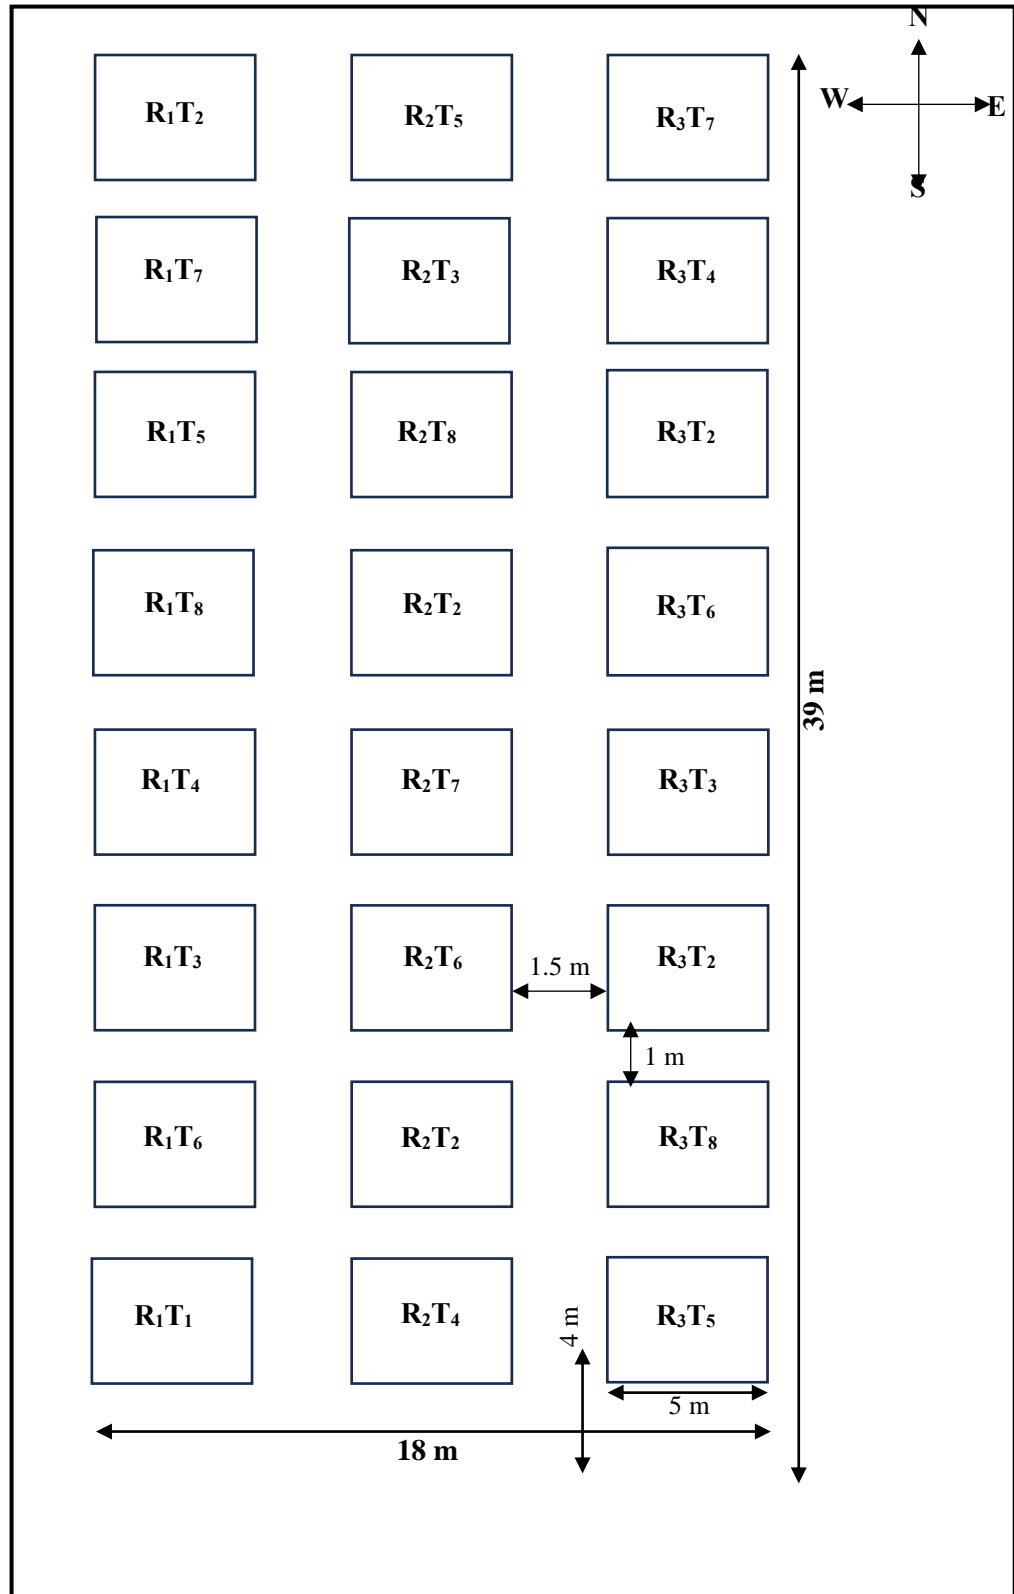 N
W E
S
R₁T₂ R₂T₅ R₃T₇
R₁T₇ R₂T₃ R₃T₄
R₁T₅ R₂T₈ R₃T₂
R₁T₈ R₂T₂ R₃T₆
39 m
R₁T₄ R₂T₇ R₃T₃
R₁T₃ R₂T₆ R₃T₂
1.5 m
1 m
R₁T₆ R₂T₂ R₃T₈
R₁T₁ R₂T₄ R₃T₅
4 m
5 m
18 m